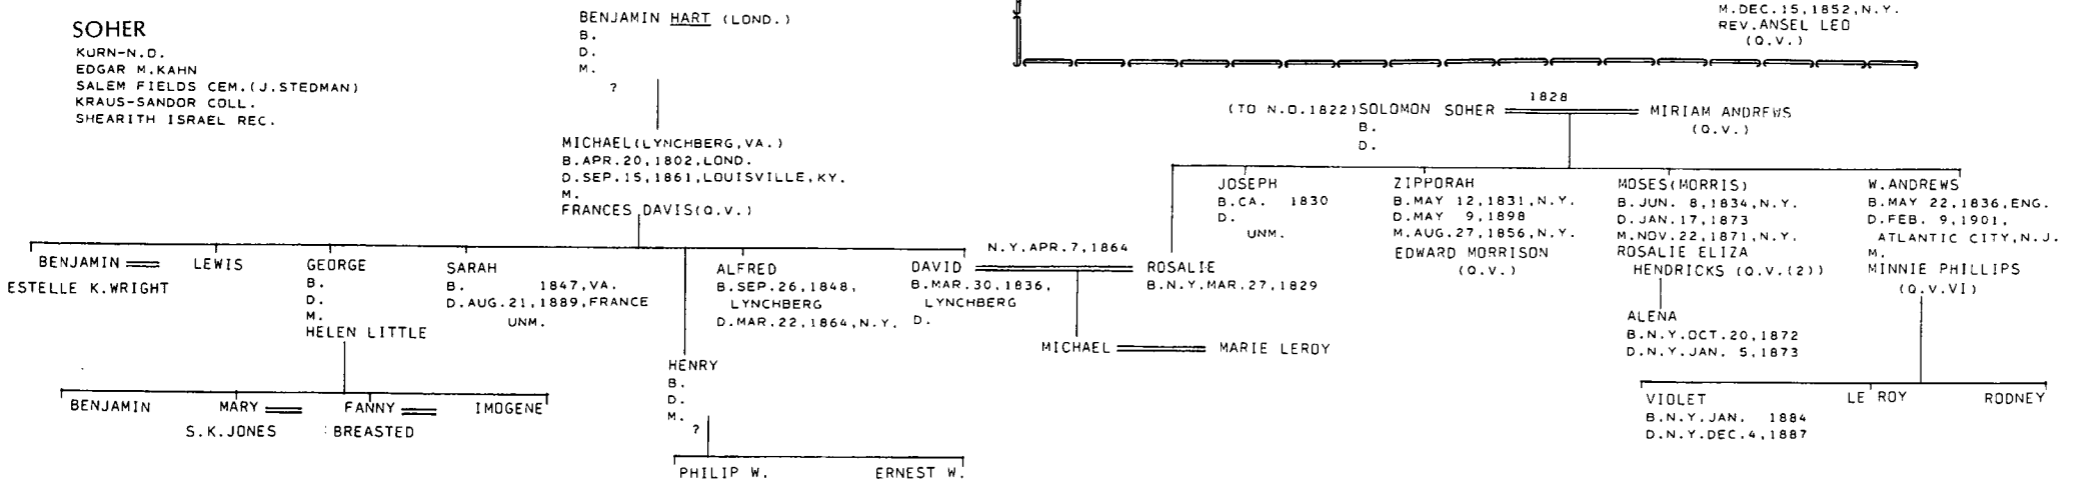 SOHER
KURN-N.O.
EDGAR M.KAHN
SALEM FIELDS CEM.(J.STEDMAN)
KRAUS-SANDOR COLL.
SHEARITH ISRAEL REC.
BENJAMIN HART (LOND.)
B.
D.
M.
?
M.DEC.15,1852,N.Y.
REV.ANSEL LEO
(Q.V.)
MICHAEL(LYNCHBERG,VA.)
B.APR.20,1802,LOND.
D.SEP.15,1861,LOUISVILLE,KY.
M.
FRANCES DAVIS(Q.V.)
(TO N.O.1822)SOLOMON SOHER
B.
D.
1828
MIRIAM ANDREWS
(Q.V.)
BENJAMIN
ESTELLE K.WRIGHT
LEWIS
GEORGE
B.
D.
M.
HELEN LITTLE
SARAH
B. 1847,VA.
D.AUG.21,1889,FRANCE
UNM.
ALFRED
B.SEP.26,1848,
LYNCHBERG
D.MAR.22,1864,N.Y.
DAVID
B.MAR.30,1836,
LYNCHBERG
D.
N.Y.APR.7,1864
ROSALIE
B.N.Y.MAR.27,1829
JOSEPH
B.CA. 1830
D.
UNM.
ZIPPORAH
B.MAY 12,1831,N.Y.
D.MAY 9,1898
M.AUG.27,1856,N.Y.
EDWARD MORRISON
(Q.V.)
MOSES(MORRIS)
B.JUN. 8,1834,N.Y.
D.JAN.17,1873
M.NOV.22,1871,N.Y.
ROSALIE ELIZA
HENDRICKS (Q.V.(2))
W.ANDREWS
B.MAY 22,1836,ENG.
D.FEB. 9,1901,
ATLANTIC CITY,N.J.
M.
MINNIE PHILLIPS
(Q.V.VI)
MICHAEL
MARIE LEROY
ALENA
B.N.Y.OCT.20,1872
D.N.Y.JAN. 5,1873
HENRY
B.
D.
M.
?
BENJAMIN
MARY
S.K.JONES
FANNY
BREASTED
IMOGENE
PHILIP W.
ERNEST W.
VIOLET
B.N.Y.JAN. 1884
D.N.Y.DEC.4,1887
LE ROY
RODNEY